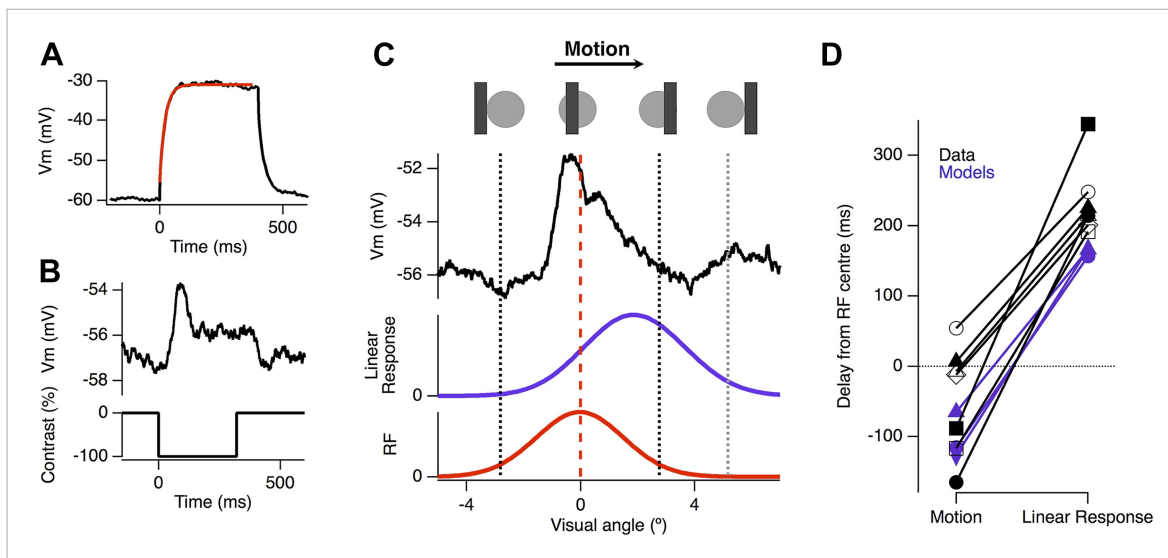 A
Vm (mV)
-30
-40
-50
-60
0
500
Time (ms)
B
Vm (mV)
-54
-56
-58
Contrast (%)
0
-100
0
500
Time (ms)
C
Motion
Vm (mV)
-52
-54
-56
Linear
Response
0
RF
0
-4
0
4
Visual angle (º)
D
Data
Models
Delay from RF centre (ms)
300
200
100
0
-100
Motion
Linear Response